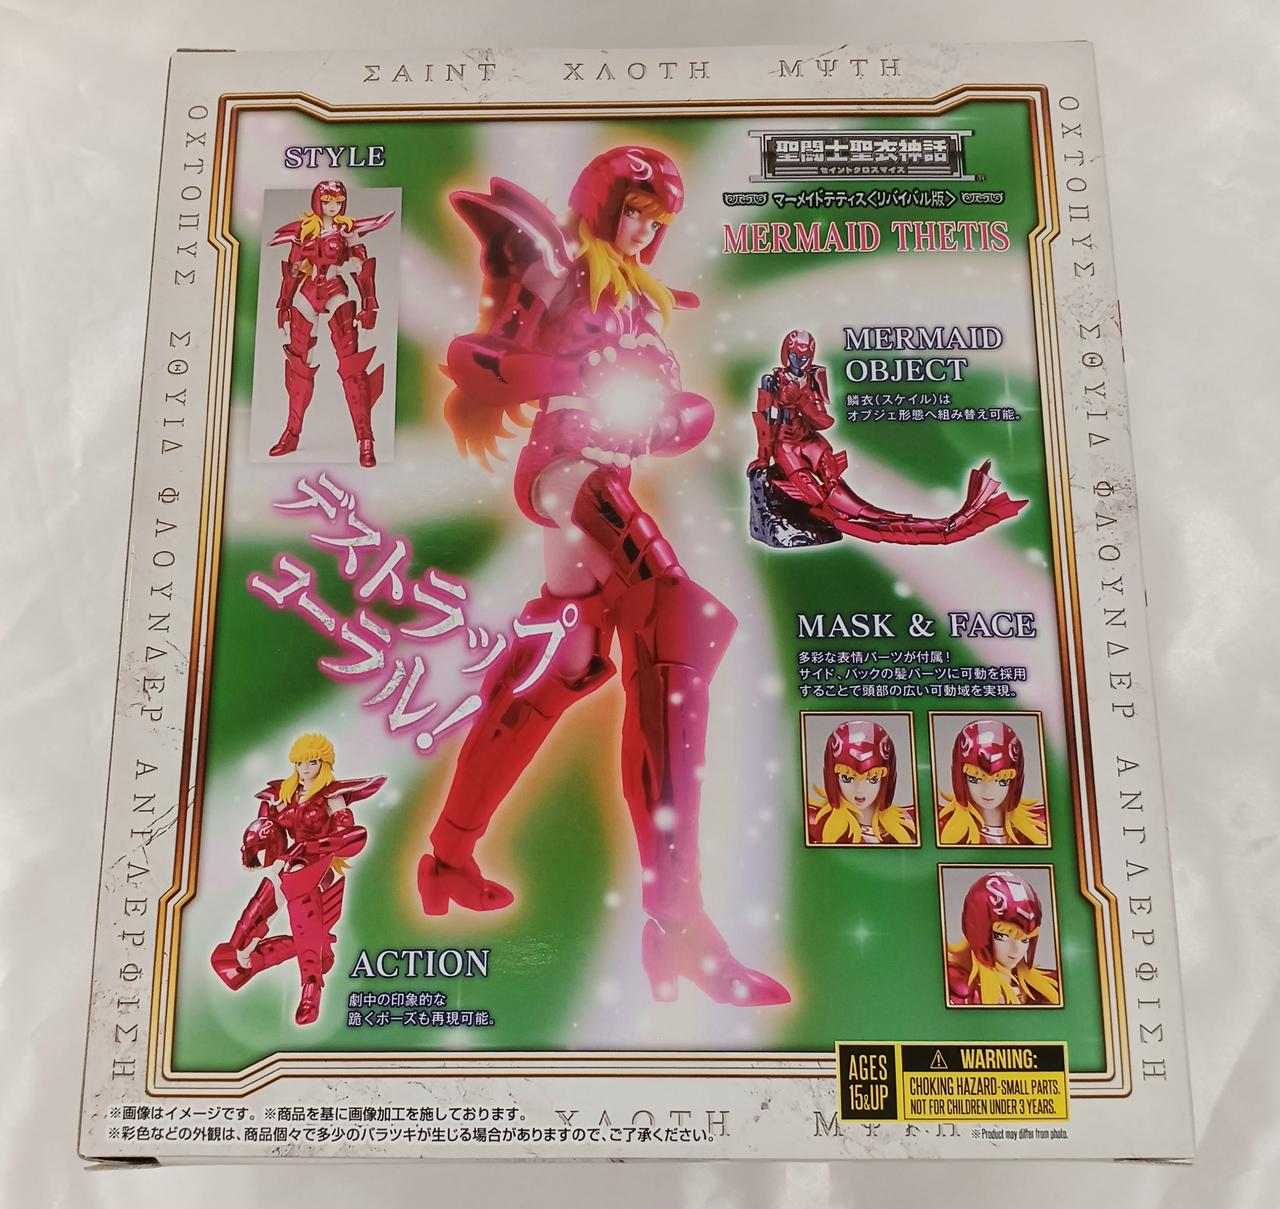 ΣΑΙΝΤ ΧΛΟΤΗ ΜΨΤΗ
ΟΧΤΟΠΥΣ ΣΘΥΙΔ ΦΛΟΥΝΔΕΡ ΑΝΓΛΕΡΦΙΣΗ
STYLE
聖闘士聖衣神話
セイントクロスマイス
マーメイドテティス〈リバイバル版〉
MERMAID THETIS
MERMAID
OBJECT
鱗衣(スケイル)は
オブジェ形態へ組み替え可能。
デストラップ
コーラル!
MASK & FACE
多彩な表情パーツが付属!
サイド、バックの髪パーツに可動を採用
することで頭部の広い可動域を実現。
ACTION
劇中の印象的な
跪くポーズも再現可能。
ΟΧΤΟΠΥΣ ΣΘΥΙΔ ΦΛΟΥΝΔΕΡ ΑΝΓΛΕΡΦΙΣΗ
AGES
15&UP
WARNING:
CHOKING HAZARD-SMALL PARTS.
NOT FOR CHILDREN UNDER 3 YEARS.
※Product may differ from photo.
※画像はイメージです。※商品を基に画像加工を施しております。
※彩色などの外観は、商品個々で多少のバラツキが生じる場合がありますので、ご了承ください。
ΧΛΟΤΗ ΜΨΤΗ